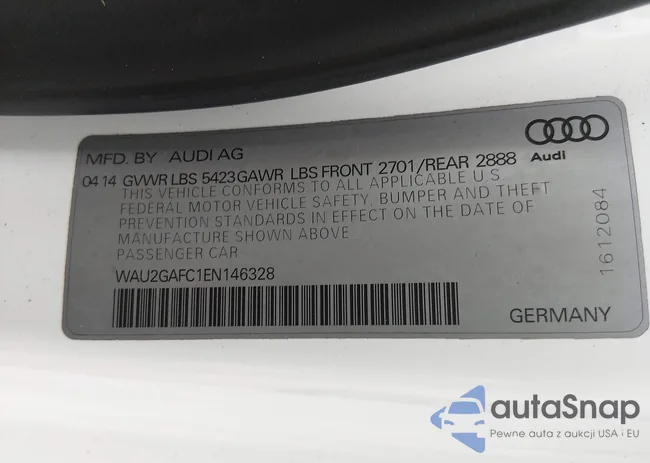 MFD. BY AUDI AG
04 14 GVWR LBS 5423 GAWR LBS FRONT 2701/REAR 2888
THIS VEHICLE CONFORMS TO ALL APPLICABLE U.S.
FEDERAL MOTOR VEHICLE SAFETY, BUMPER AND THEFT
PREVENTION STANDARDS IN EFFECT ON THE DATE OF
MANUFACTURE SHOWN ABOVE
PASSENGER CAR
WAU2GAFC1EN146328
Audi
1612084
GERMANY
autaSnap
Pewne auta z aukcji USA i EU